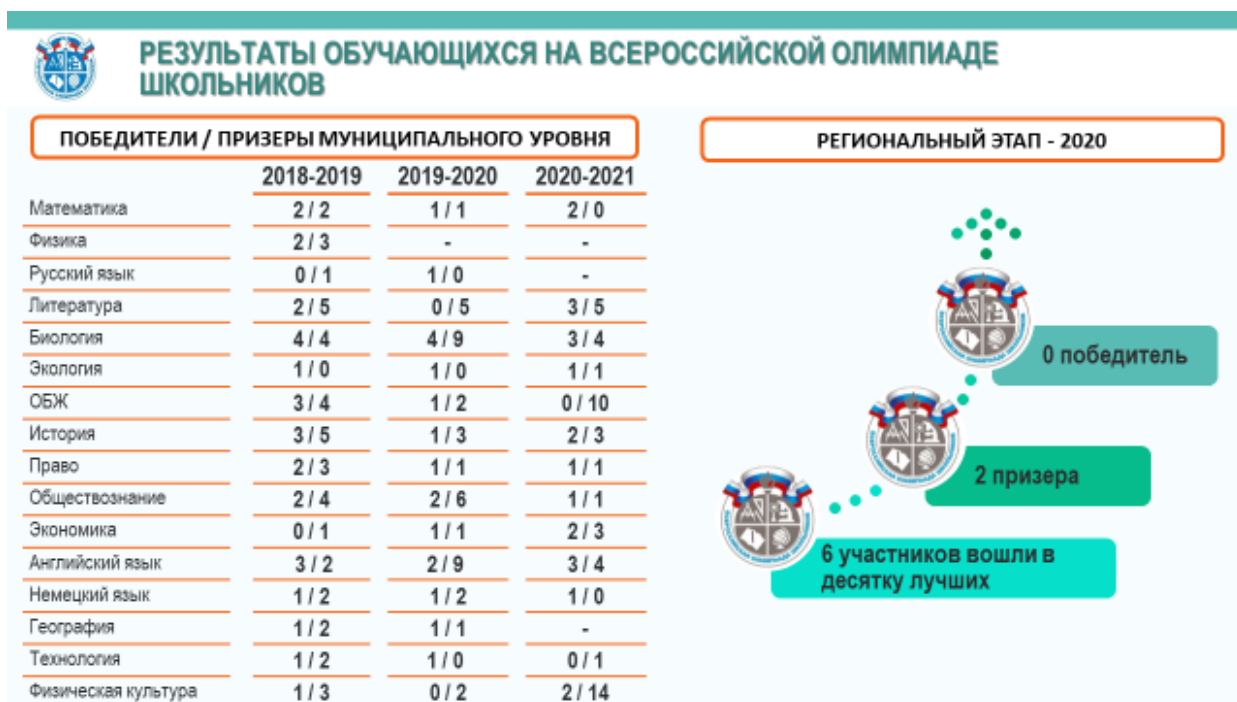 РЕЗУЛЬТАТЫ ОБУЧАЮЩИХСЯ НА ВСЕРОССИЙСКОЙ ОЛИМПИАДЕ
ШКОЛЬНИКОВ
ПОБЕДИТЕЛИ / ПРИЗЕРЫ МУНИЦИПАЛЬНОГО УРОВНЯ
2018-2019 2019-2020 2020-2021
Математика 2 / 2 1 / 1 2 / 0
Физика 2 / 3 - -
Русский язык 0 / 1 1 / 0 -
Литература 2 / 5 0 / 5 3 / 5
Биология 4 / 4 4 / 9 3 / 4
Экология 1 / 0 1 / 0 1 / 1
ОБЖ 3 / 4 1 / 2 0 / 10
История 3 / 5 1 / 3 2 / 3
Право 2 / 3 1 / 1 1 / 1
Обществознание 2 / 4 2 / 6 1 / 1
Экономика 0 / 1 1 / 1 2 / 3
Английский язык 3 / 2 2 / 9 3 / 4
Немецкий язык 1 / 2 1 / 2 1 / 0
География 1 / 2 1 / 1 -
Технология 1 / 2 1 / 0 0 / 1
Физическая культура 1 / 3 0 / 2 2 / 14
РЕГИОНАЛЬНЫЙ ЭТАП - 2020
0 победитель
2 призера
6 участников вошли в
десятку лучших